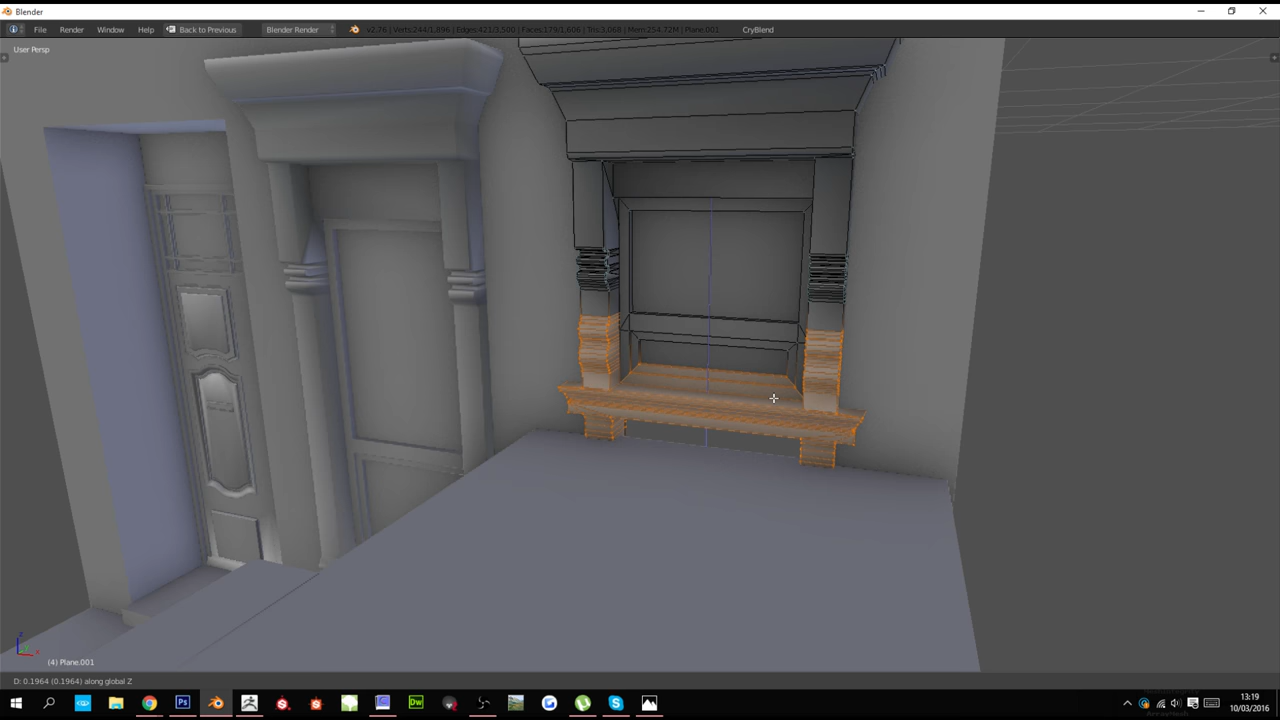 Blender
File Render Window Help Back to Previous Blender Render v2.76 | Verts:244/1,896 | Edges:423/3,500 | Faces:179/1,606 | Tris:3,068 | Mem:254.72M | Plane.001 CryBlend
User Persp
(4) Plane.001
D: 0.1964 (0.1964) along global Z
Ps
Dw
13:19
10/03/2016